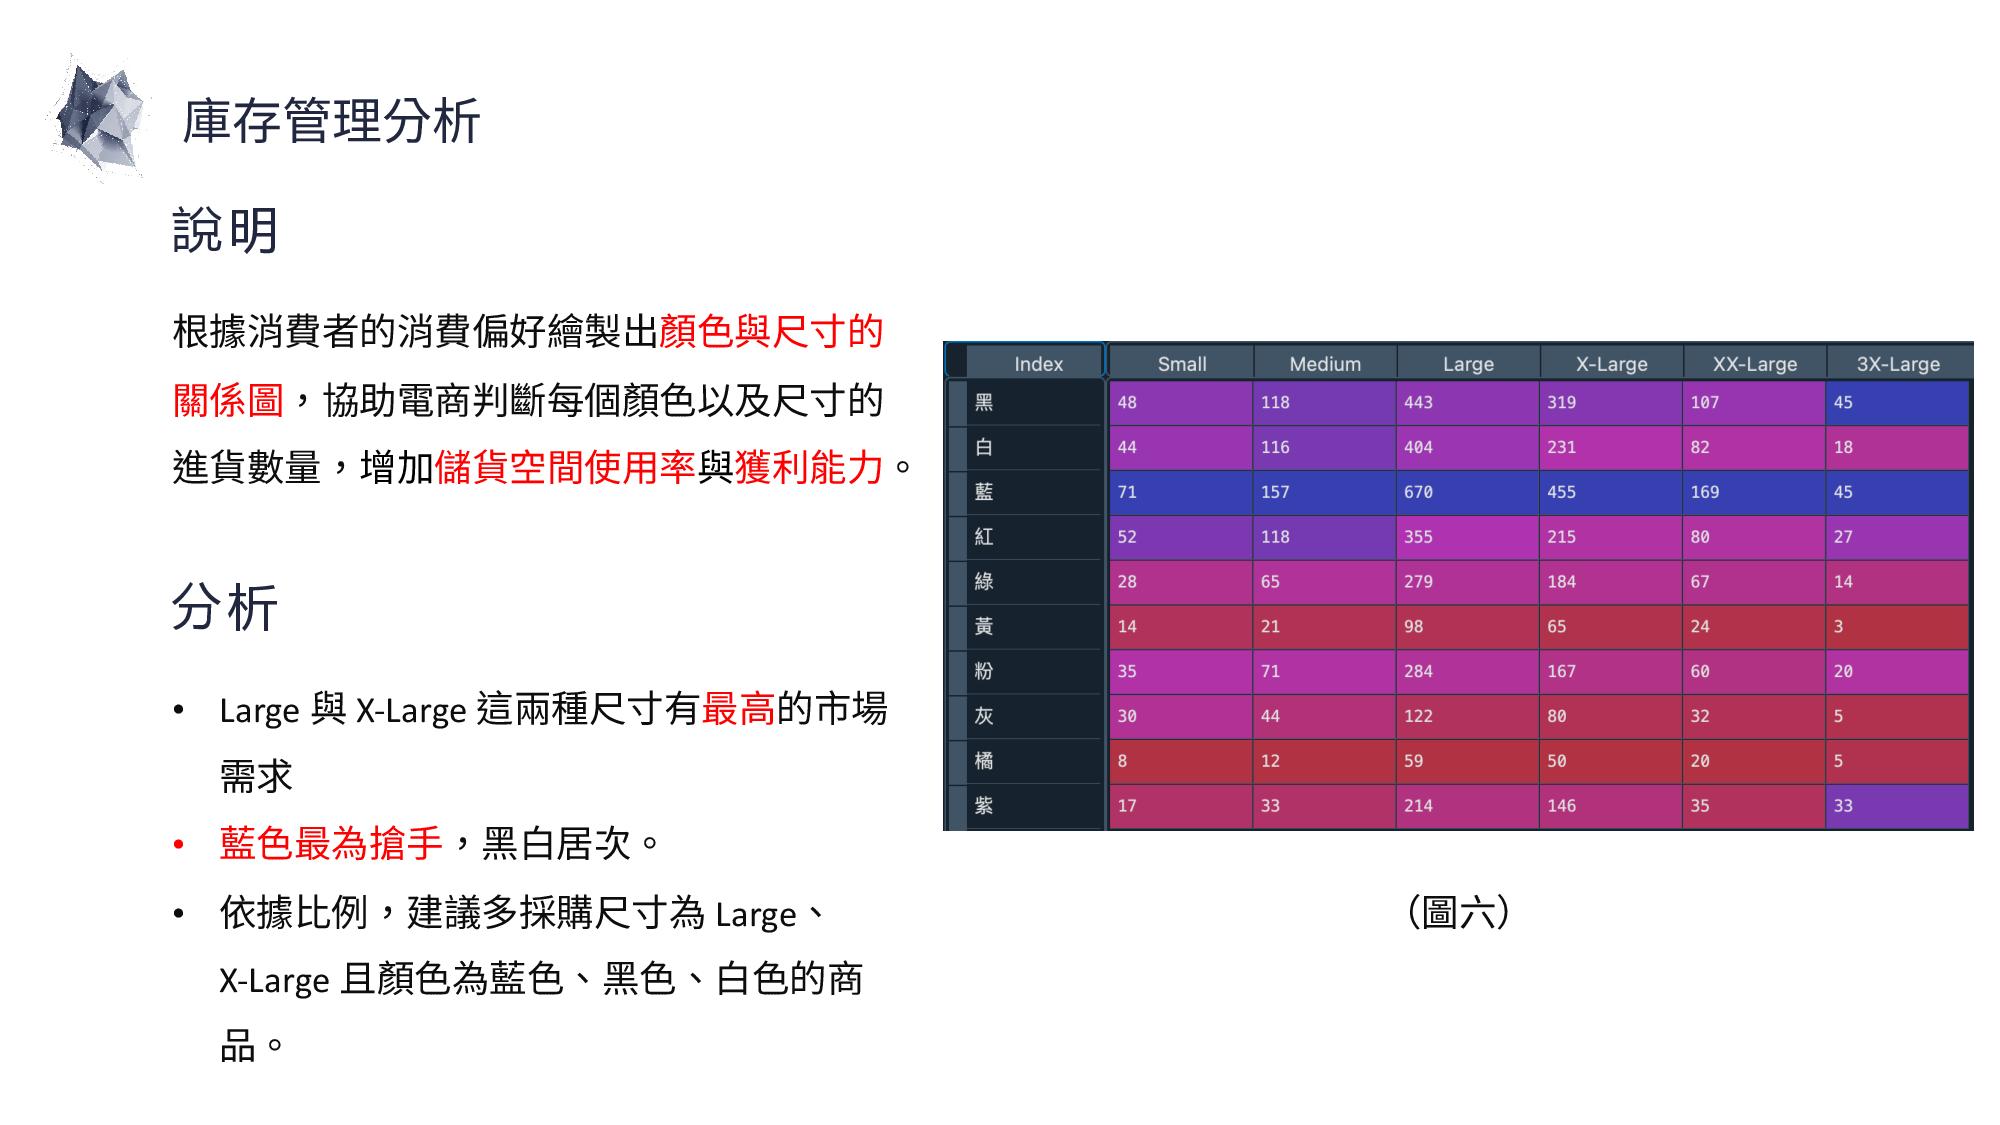 庫存管理分析
說明
根據消費者的消費偏好繪製出顏色與尺寸的
關係圖，協助電商判斷每個顏色以及尺寸的
進貨數量，增加儲貨空間使用率與獲利能力。
分析
• Large 與 X-Large 這兩種尺寸有最高的市場
需求
• 藍色最為搶手，黑白居次。
• 依據比例，建議多採購尺寸為 Large、
X-Large 且顏色為藍色、黑色、白色的商
品。
Index Small Medium Large X-Large XX-Large 3X-Large
黑 48 118 443 319 107 45
白 44 116 404 231 82 18
藍 71 157 670 455 169 45
紅 52 118 355 215 80 27
綠 28 65 279 184 67 14
黃 14 21 98 65 24 3
粉 35 71 284 167 60 20
灰 30 44 122 80 32 5
橘 8 12 59 50 20 5
紫 17 33 214 146 35 33
（圖六）